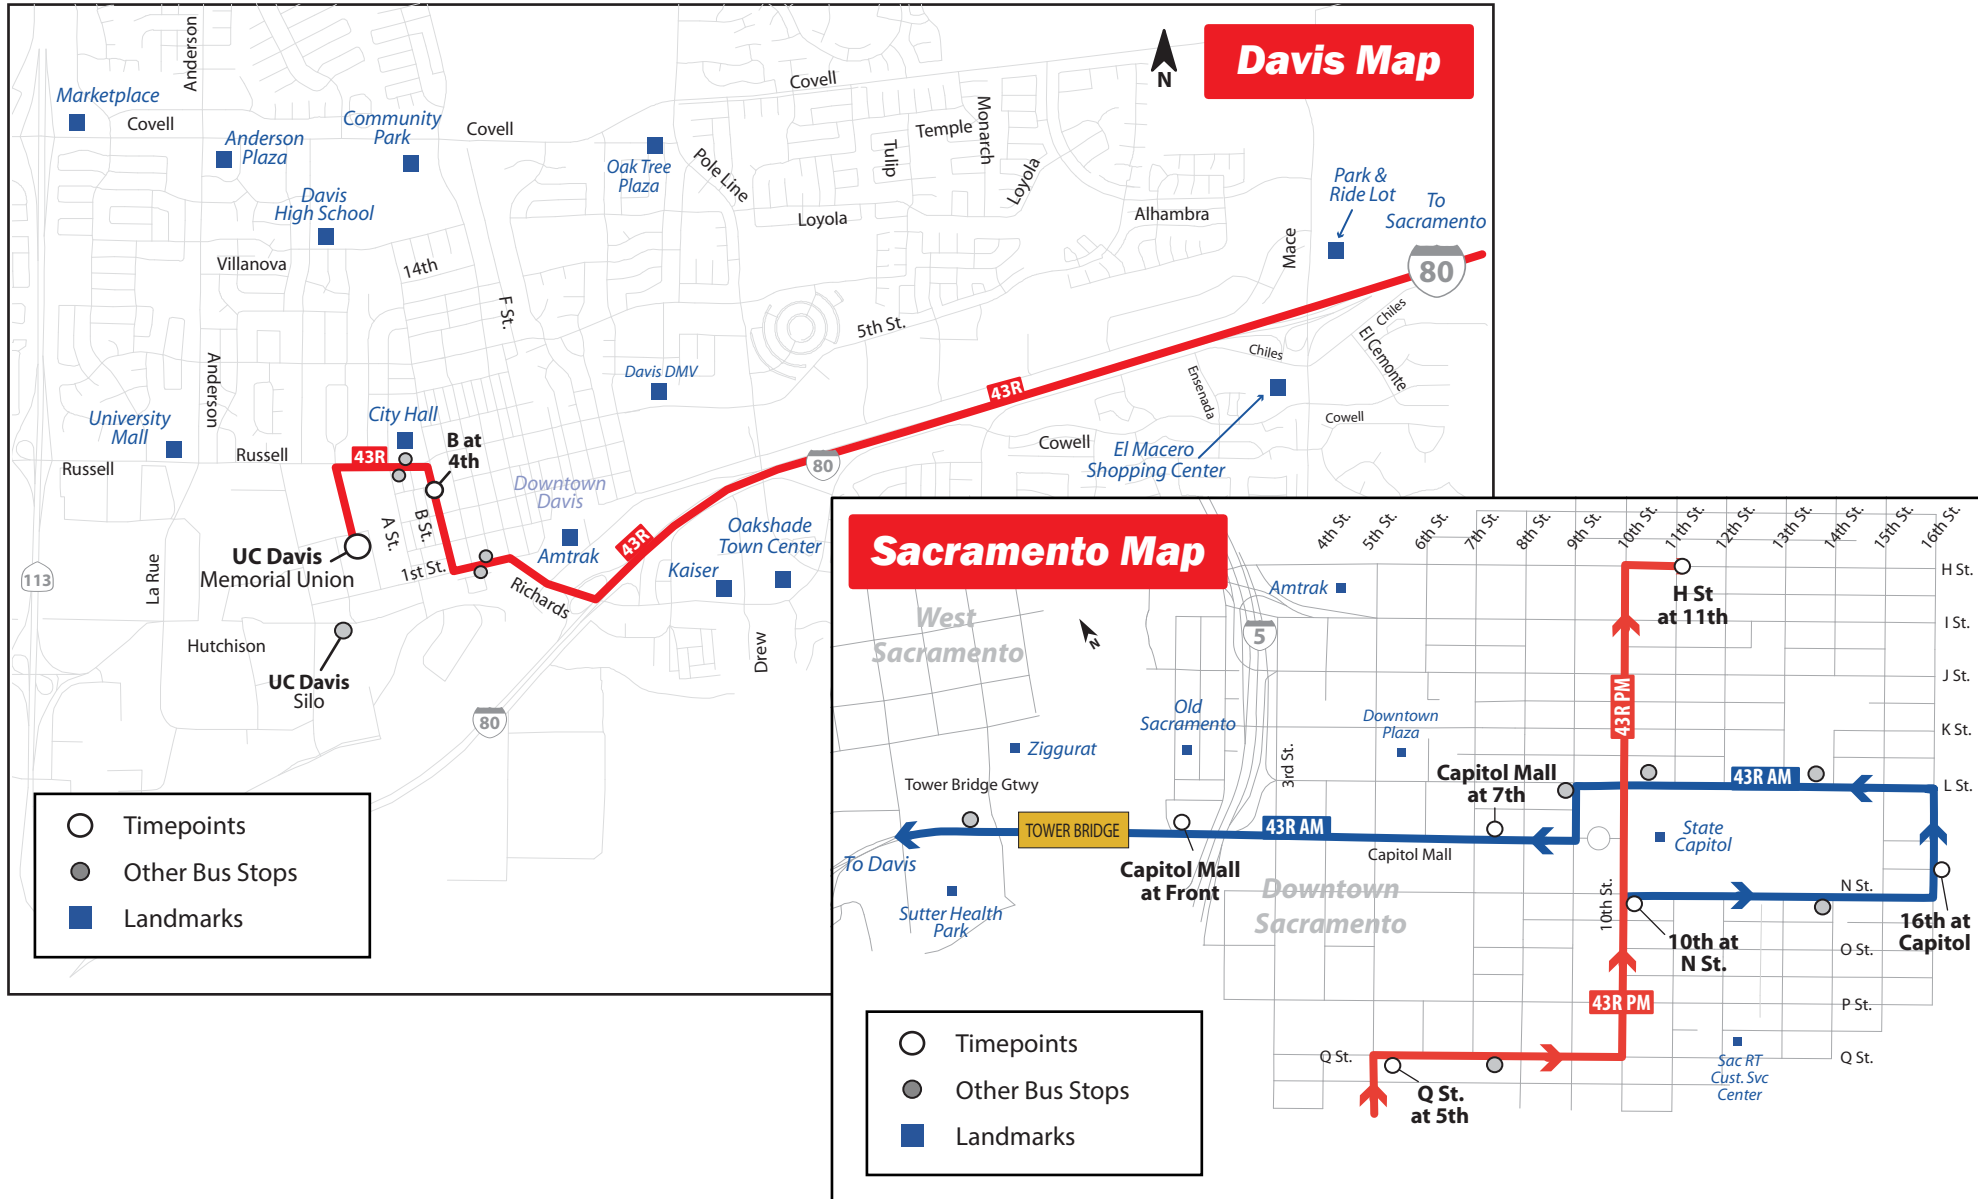 Davis Map
N
Anderson
Marketplace
Covell
Anderson
Plaza
Community
Park
Covell
Davis
High School
Villanova
14th
F St.
Oak Tree
Plaza
Pole Line
Covell
Tulip
Temple
Monarch
Loyola
Loyola
Alhambra
Mace
Park &
Ride Lot
To
Sacramento
80
Chiles
El Cemonte
Chiles
Ensenada
Cowell
5th St.
43R
Davis DMV
Anderson
University
Mall
Russell
Russell
City Hall
43R
B at
4th
Downtown
Davis
Amtrak
80
Cowell
El Macero
Shopping Center
43R
Oakshade
Town Center
Kaiser
Drew
A St.
B St.
1st St.
Richards
UC Davis
Memorial Union
La Rue
113
Hutchison
UC Davis
Silo
80
Timepoints
Other Bus Stops
Landmarks
Sacramento Map
4th St.
5th St.
6th St.
7th St.
8th St.
9th St.
10th St.
11th St.
12th St.
13th St.
14th St.
15th St.
16th St.
H St.
I St.
J St.
K St.
L St.
N St.
O St.
P St.
Q St.
Amtrak
West
Sacramento
N
5
H St
at 11th
43R PM
Old
Sacramento
Downtown
Plaza
Ziggurat
3rd St.
Tower Bridge Gtwy
Capitol Mall
at 7th
43R AM
TOWER BRIDGE
43R AM
To Davis
Capitol Mall
at Front
Capitol Mall
State
Capitol
Sutter Health
Park
Downtown
Sacramento
10th St.
10th at
N St.
16th at
Capitol
43R PM
Q St.
Q St.
at 5th
Sac RT
Cust. Svc
Center
Timepoints
Other Bus Stops
Landmarks